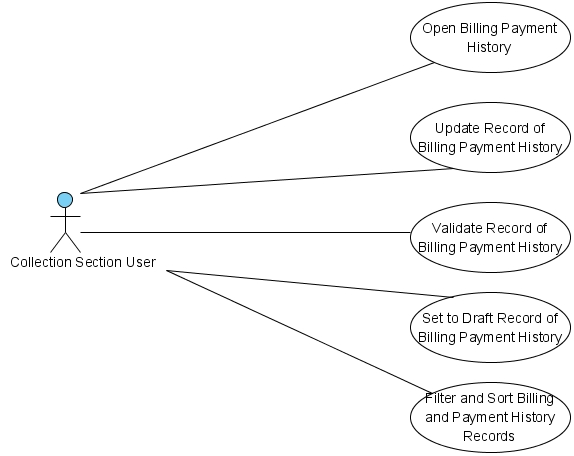 Open Billing Payment
History
Update Record of
Billing Payment History
Validate Record of
Billing Payment History
Collection Section User
Set to Draft Record of
Billing Payment History
Filter and Sort Billing
and Payment History
Records